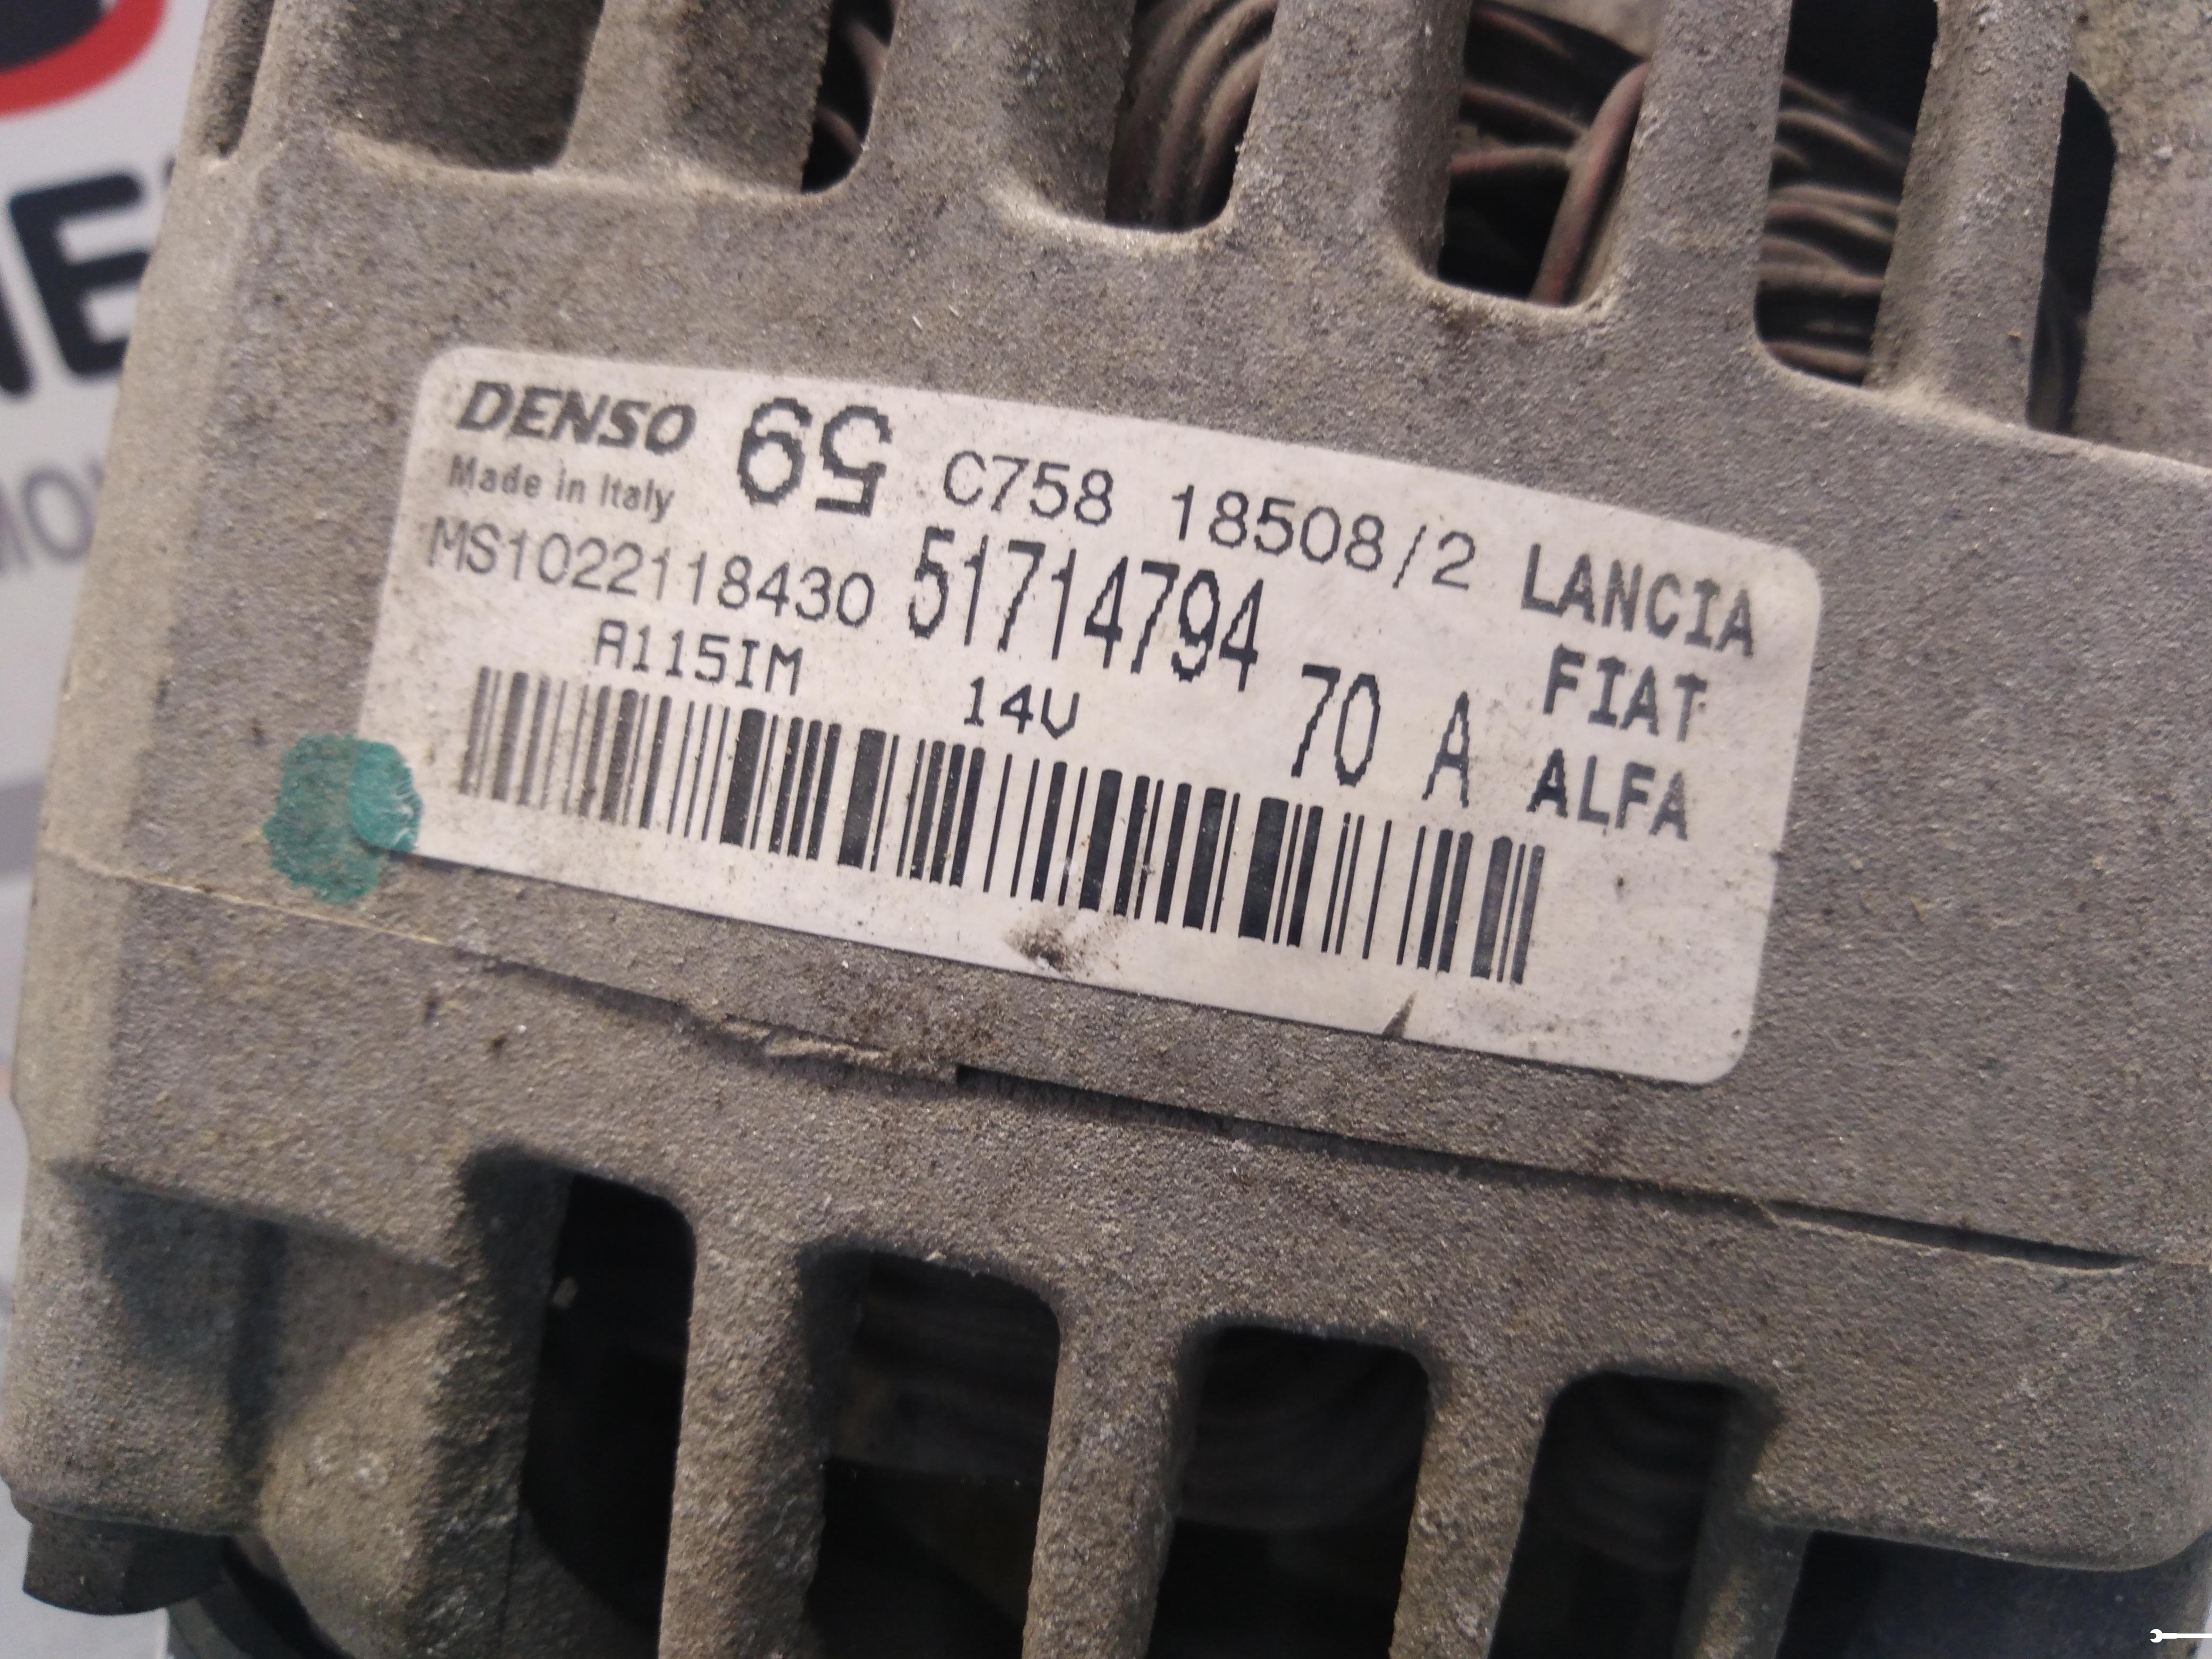 DENSO 59 C758 18508/2 LANCIA
Made in Italy
MS1022118430 51714794 FIAT
A115IM 14V 70 A ALFA